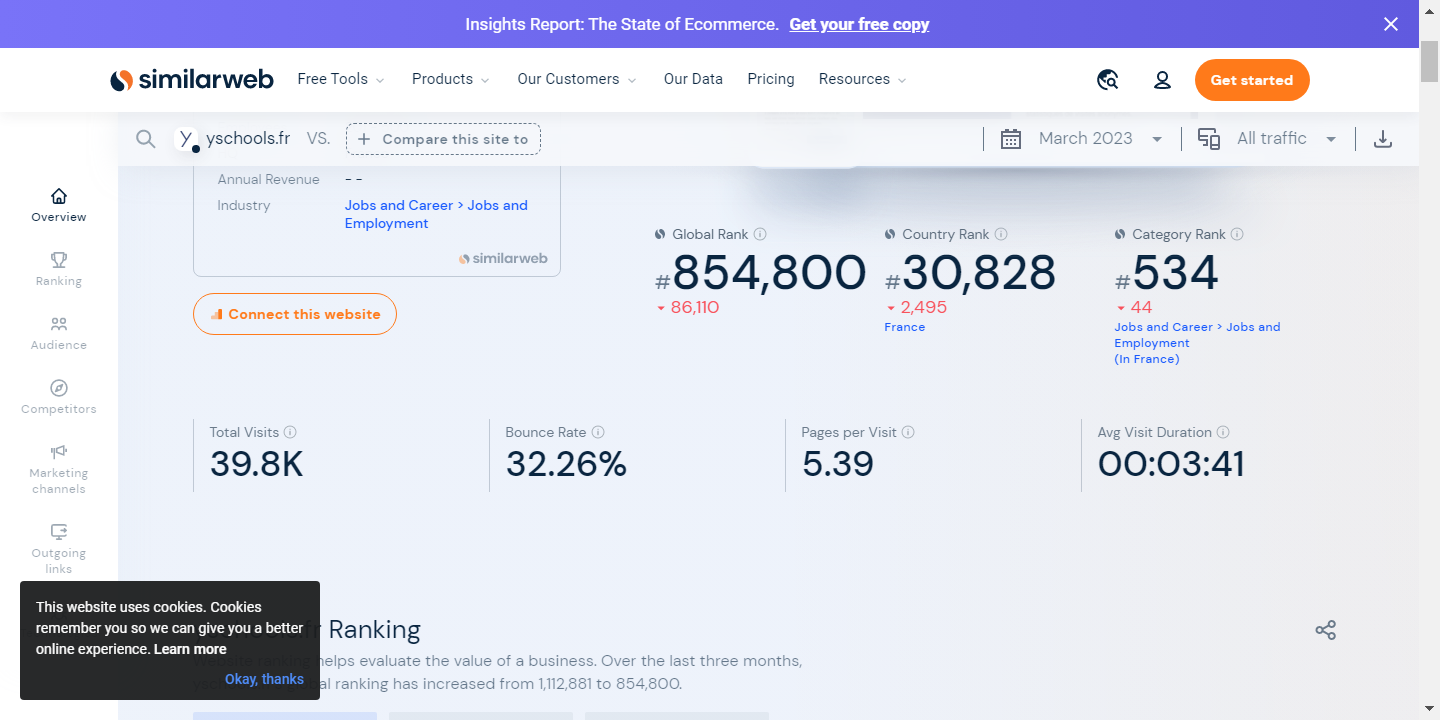 Insights Report: The State of Ecommerce. Get your free copy
similarweb Free Tools Products Our Customers Our Data Pricing Resources Get started
yschools.fr VS. + Compare this site to March 2023 All traffic
Annual Revenue - -
Industry Jobs and Career > Jobs and
Employment
similarweb
Connect this website
Overview
Ranking
Audience
Competitors
Marketing
channels
Outgoing
links
Global Rank
#854,800
86,110
Country Rank
#30,828
2,495
France
Category Rank
#534
44
Jobs and Career > Jobs and
Employment
(In France)
Total Visits
39.8K
Bounce Rate
32.26%
Pages per Visit
5.39
Avg Visit Duration
00:03:41
Ranking
helps evaluate the value of a business. Over the last three months,
ranking has increased from 1,112,881 to 854,800.
This website uses cookies. Cookies
remember you so we can give you a better
online experience. Learn more
Okay, thanks